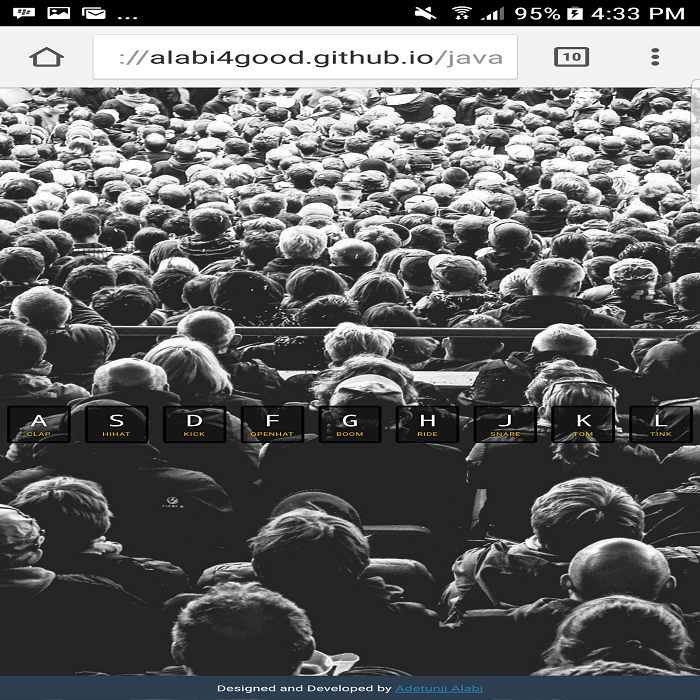 ... 95% 4:33 PM
://alabi4good.github.io/java 10
A S D F G H J K L
CLAP HIHAT KICK OPENHAT BOOM RIDE SNARE TOM TINK
Designed and Developed by Adetunji Alabi